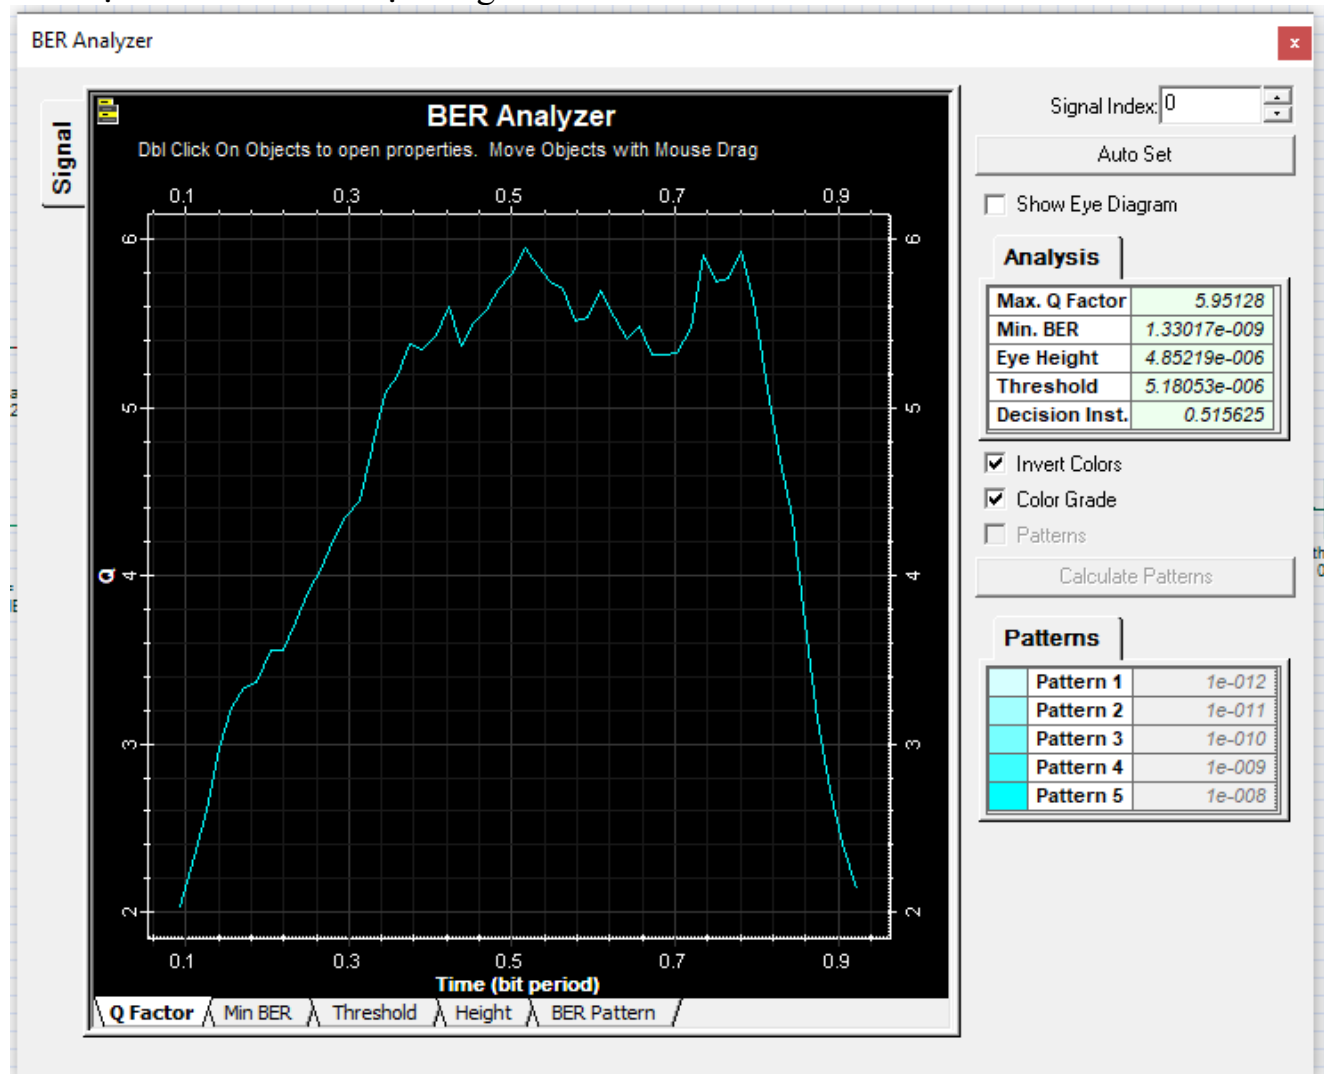 BER Analyzer
x
Signal
BER Analyzer
Dbl Click On Objects to open properties. Move Objects with Mouse Drag
0.1 0.3 0.5 0.7 0.9
6 6
5 5
Q 4 4
3 3
2 2
0.1 0.3 0.5 0.7 0.9
Time (bit period)
Q Factor Min BER Threshold Height BER Pattern
Signal Index: 0
Auto Set
Show Eye Diagram
Analysis
Max. Q Factor 5.95128
Min. BER 1.33017e-009
Eye Height 4.85219e-006
Threshold 5.18053e-006
Decision Inst. 0.515625
Invert Colors
Color Grade
Patterns
Calculate Patterns
Patterns
Pattern 1 1e-012
Pattern 2 1e-011
Pattern 3 1e-010
Pattern 4 1e-009
Pattern 5 1e-008